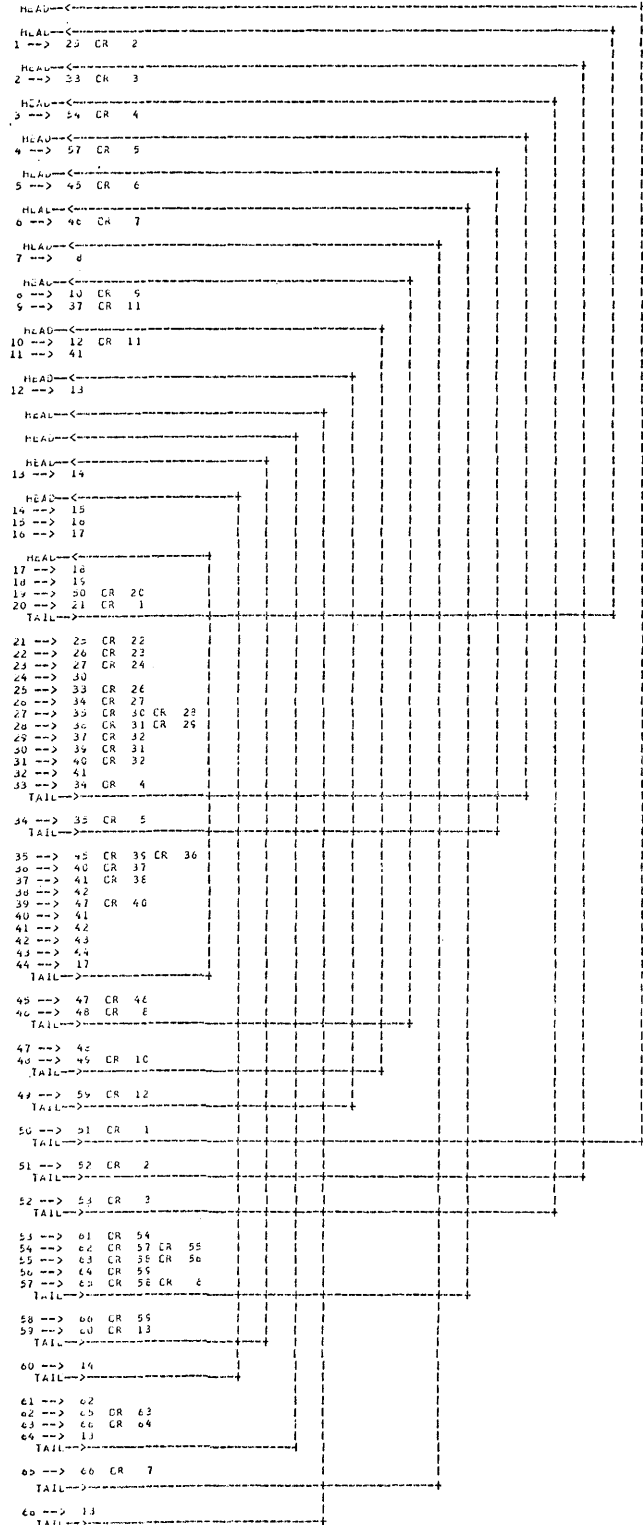 HEAD--<
HEAD--<
1 --> 25 OR 2
HEAD--<
2 --> 33 OR 3
HEAD--<
3 --> 54 OR 4
HEAD--<
4 --> 57 OR 5
HEAD--<
5 --> 45 OR 6
HEAD--<
6 --> 46 OR 7
HEAD--<
7 --> 8
HEAD--<
8 --> 10 OR 9
9 --> 37 OR 11
HEAD--<
10 --> 12 OR 11
11 --> 41
HEAD--<
12 --> 13
HEAD--<
HEAD--<
HEAD--<
13 --> 14
HEAD--<
14 --> 15
15 --> 16
16 --> 17
HEAD--<
17 --> 18
18 --> 19
19 --> 50 OR 20
20 --> 21 OR 1
TAIL-->
21 --> 25 OR 22
22 --> 26 OR 23
23 --> 27 OR 24
24 --> 30
25 --> 33 OR 26
26 --> 34 OR 27
27 --> 35 OR 30 OR 28
28 --> 36 OR 31 OR 29
29 --> 37 OR 32
30 --> 39 OR 31
31 --> 40 OR 32
32 --> 41
33 --> 34 OR 4
TAIL-->
34 --> 35 OR 5
TAIL-->
35 --> 45 OR 39 OR 36
36 --> 40 OR 37
37 --> 41 OR 38
38 --> 42
39 --> 47 OR 40
40 --> 41
41 --> 42
42 --> 43
43 --> 44
44 --> 17
TAIL-->
45 --> 47 OR 46
46 --> 48 OR 8
TAIL-->
47 --> 48
48 --> 49 OR 10
TAIL-->
49 --> 59 OR 12
TAIL-->
50 --> 51 OR 1
TAIL-->
51 --> 52 OR 2
TAIL-->
52 --> 53 OR 3
TAIL-->
53 --> 61 OR 54
54 --> 62 OR 57 OR 55
55 --> 63 OR 58 OR 56
56 --> 64 OR 59
57 --> 65 OR 58 OR 6
TAIL-->
58 --> 66 OR 59
59 --> 60 OR 13
TAIL-->
60 --> 14
TAIL-->
61 --> 62
62 --> 65 OR 63
63 --> 66 OR 64
64 --> 13
TAIL-->
65 --> 66 OR 7
TAIL-->
66 --> 13
TAIL-->